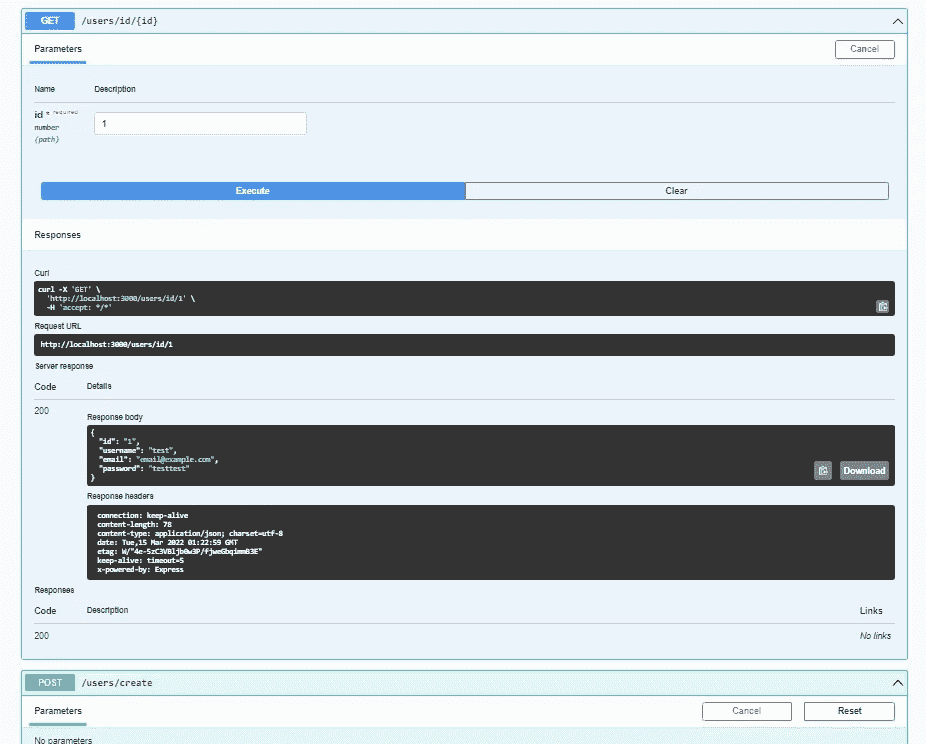 GET /users/id/{id}
Parameters Cancel
Name Description
id * required
number
(path)
1
Execute Clear
Responses
Curl
curl -X 'GET' \
'http://localhost:3000/users/id/1' \
-H 'accept: */*'
Request URL
http://localhost:3000/users/id/1
Server response
Code Details
200
Response body
{
"id": "1",
"username": "test",
"email": "email@example.com",
"password": "testtest"
}
Download
Response headers
connection: keep-alive
content-length: 78
content-type: application/json; charset=utf-8
date: Tue,15 Mar 2022 01:22:59 GMT
etag:
keep-alive: timeout=5
x-powered-by: Express
Responses
Code Description Links
200 No links
POST /users/create
Parameters Cancel Reset
No parameters